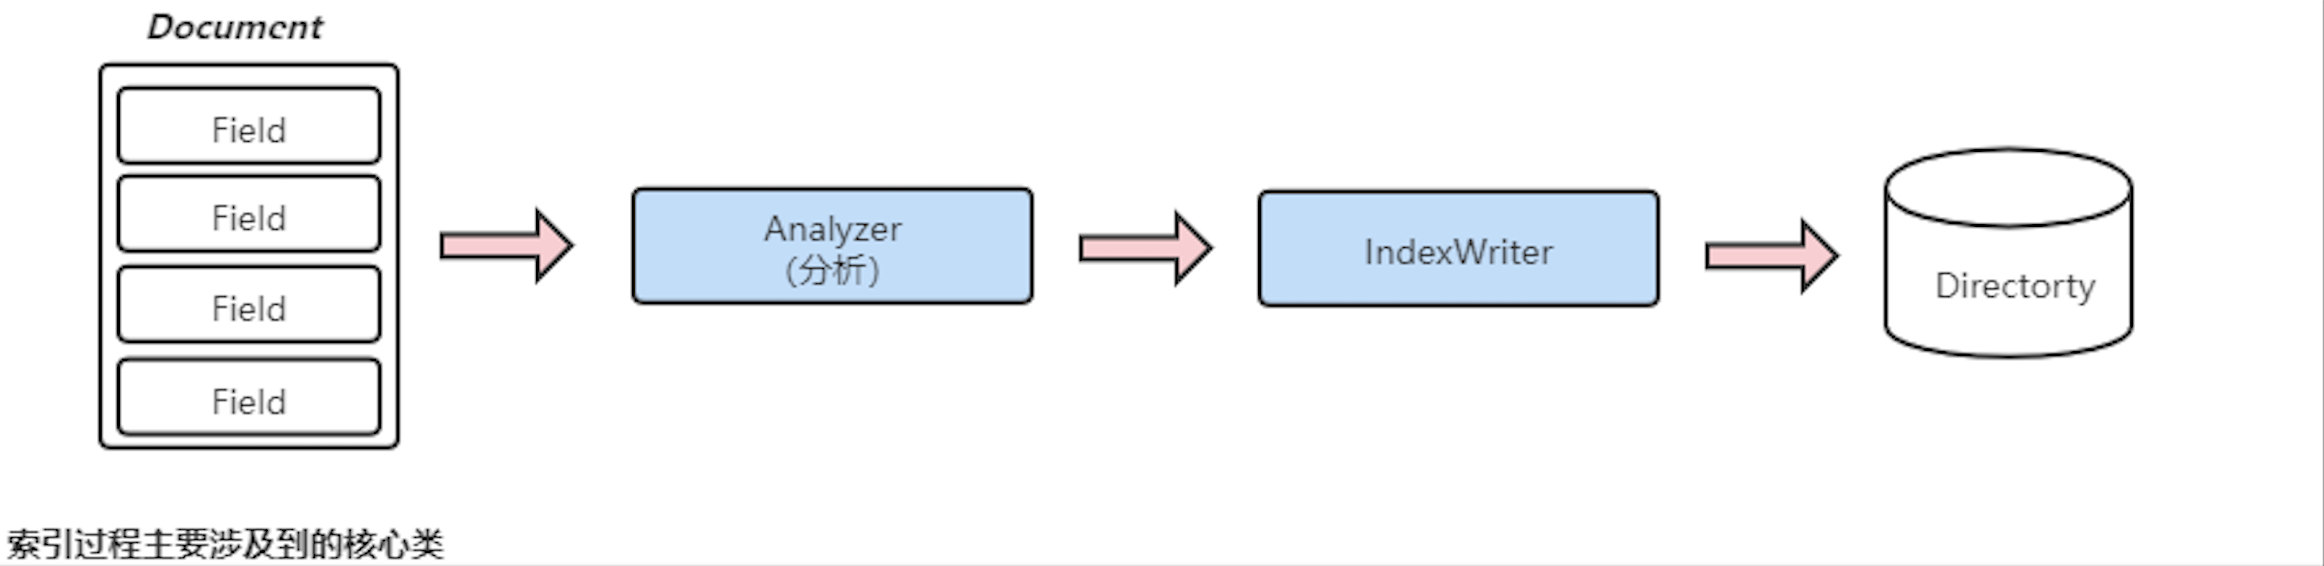 Document
Field
Field
Field
Field
Analyzer
(分析)
IndexWriter
Directorty
索引过程主要涉及到的核心类